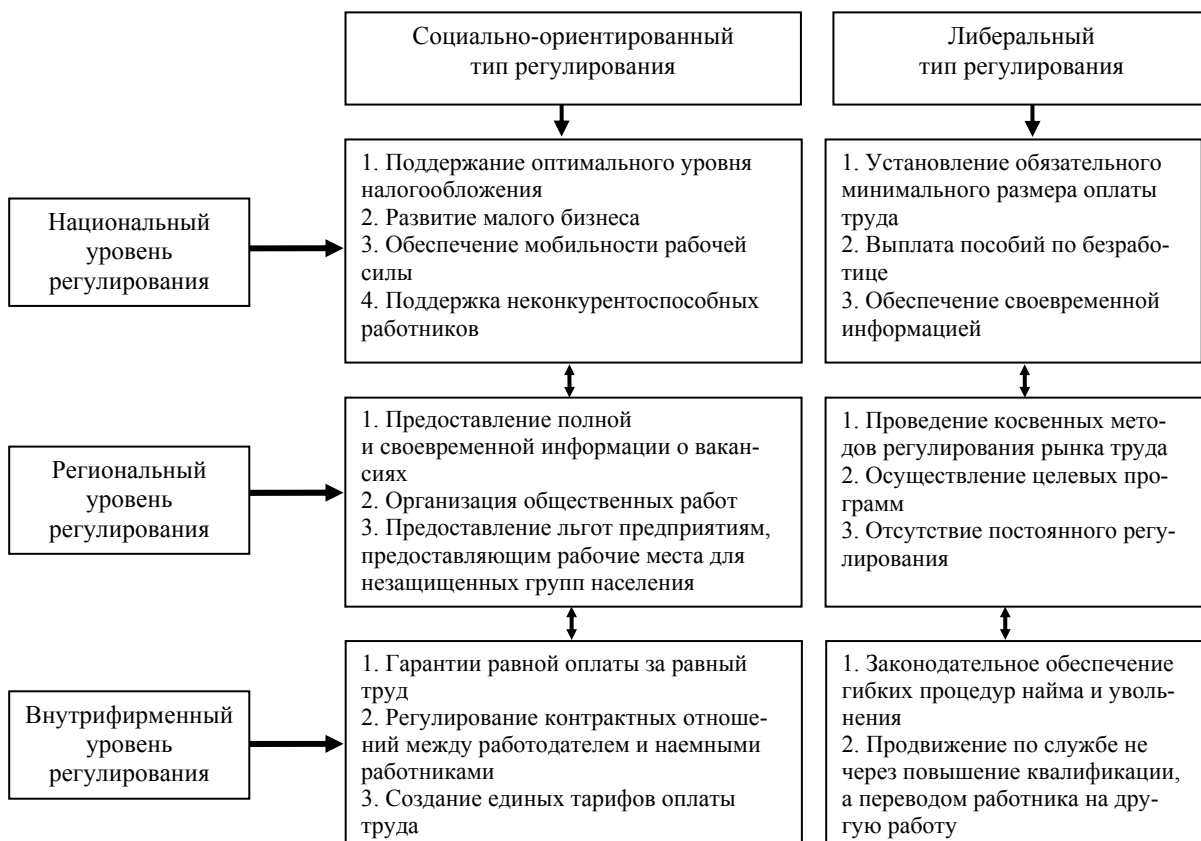 Социально-ориентированный
тип регулирования
Либеральный
тип регулирования
Национальный
уровень
регулирования
1. Поддержание оптимального уровня
налогообложения
2. Развитие малого бизнеса
3. Обеспечение мобильности рабочей
силы
4. Поддержка неконкурентоспособных
работников
1. Установление обязательного
минимального размера оплаты
труда
2. Выплата пособий по безрабо-
тице
3. Обеспечение своевременной
информацией
Региональный
уровень
регулирования
1. Предоставление полной
и своевременной информации о вакан-
сиях
2. Организация общественных работ
3. Предоставление льгот предприятиям,
предоставляющим рабочие места для
незащищенных групп населения
1. Проведение косвенных мето-
дов регулирования рынка труда
2. Осуществление целевых про-
грамм
3. Отсутствие постоянного регу-
лирования
Внутрифирменный
уровень
регулирования
1. Гарантии равной оплаты за равный
труд
2. Регулирование контрактных отноше-
ний между работодателем и наемными
работниками
3. Создание единых тарифов оплаты
труда
1. Законодательное обеспечение
гибких процедур найма и уволь-
нения
2. Продвижение по службе не
через повышение квалификации,
а переводом работника на дру-
гую работу